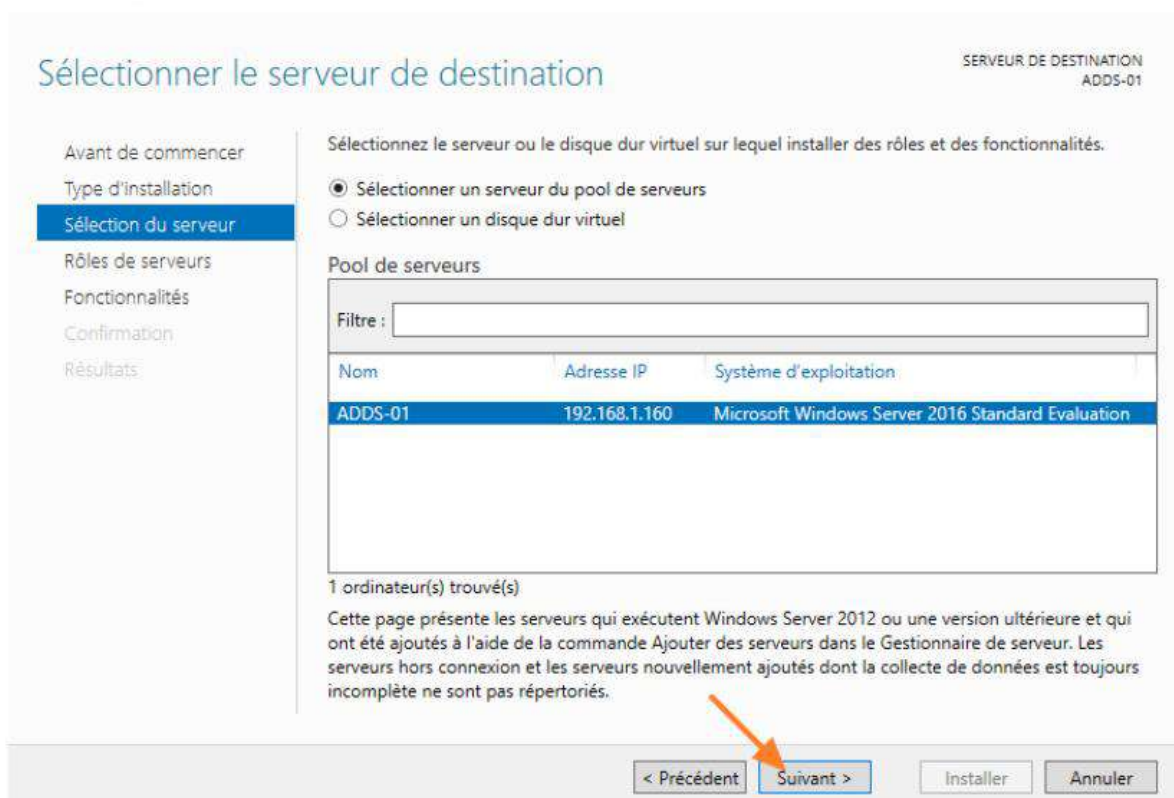 Sélectionner le serveur de destination
SERVEUR DE DESTINATION
ADDS-01
Avant de commencer
Type d'installation
Sélection du serveur
Rôles de serveurs
Fonctionnalités
Confirmation
Résultats
Sélectionnez le serveur ou le disque dur virtuel sur lequel installer des rôles et des fonctionnalités.
Sélectionner un serveur du pool de serveurs
Sélectionner un disque dur virtuel
Pool de serveurs
Filtre :
Nom Adresse IP Système d'exploitation
ADDS-01 192.168.1.160 Microsoft Windows Server 2016 Standard Evaluation
1 ordinateur(s) trouvé(s)
Cette page présente les serveurs qui exécutent Windows Server 2012 ou une version ultérieure et qui
ont été ajoutés à l'aide de la commande Ajouter des serveurs dans le Gestionnaire de serveur. Les
serveurs hors connexion et les serveurs nouvellement ajoutés dont la collecte de données est toujours
incomplète ne sont pas répertoriés.
< Précédent Suivant > Installer Annuler